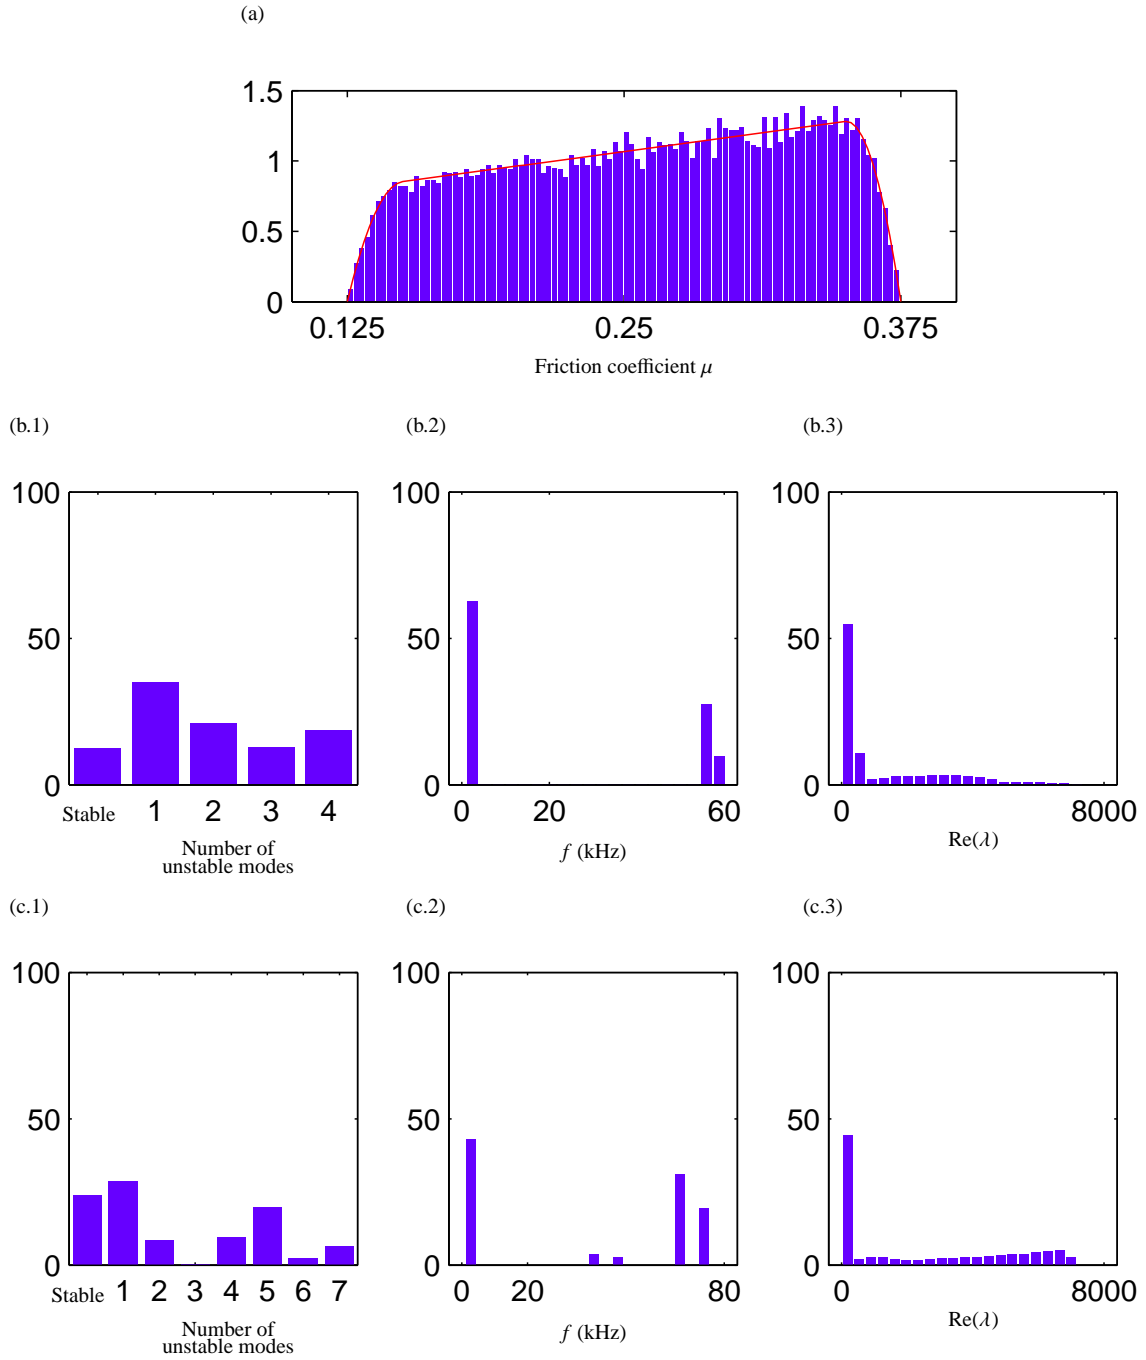 (a)
1.5
1
0.5
0
0.125 0.25 0.375
Friction coefficient μ
(b.1) (b.2) (b.3)
100 100 100
50 50 50
0 0 0
Stable 1 2 3 4 0 20 60 0 8000
Number of
unstable modes
f (kHz) Re(λ)
(c.1) (c.2) (c.3)
100 100 100
50 50 50
0 0 0
Stable 1 2 3 4 5 6 7 0 20 80 0 8000
Number of
unstable modes
f (kHz) Re(λ)